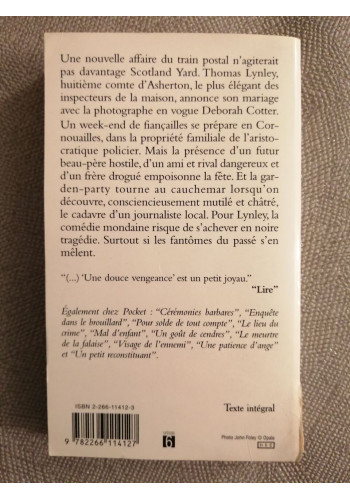 Une nouvelle affaire du train postal n'agiterait
pas davantage Scotland Yard. Thomas Lynley,
huitième comte d'Asherton, le plus élégant des
inspecteurs de la maison, annonce son mariage
avec la photographe en vogue Deborah Cotter.
Un week-end de fiançailles se prépare en Cor-
nouailles, dans la propriété familiale de l'aristo-
cratique policier. Mais la présence d'un futur
beau-père hostile, d'un ami et rival dangereux et
d'un frère drogué empoisonne la fête. Et la gar-
den-party tourne au cauchemar lorsqu'on
découvre, consciencieusement mutilé et châtré,
le cadavre d'un journaliste local. Pour Lynley, la
comédie mondaine risque de s'achever en noire
tragédie. Surtout si les fantômes du passé s'en
mêlent.
“(...) ‘Une douce vengeance’ est un petit joyau.”
“Lire”
Également chez Pocket : “Cérémonies barbares”, “Enquête
dans le brouillard”, “Pour solde de tout compte”, “Le lieu du
crime”, “Mal d'enfant”, “Un goût de cendres”, “Le meurtre
de la falaise”, “Visage de l'ennemi”, “Une patience d'ange”
et “Un petit reconstituant”.
ISBN 2-266-11412-3
Texte intégral
9 782266 114127
6
Photo John Foley © Opale